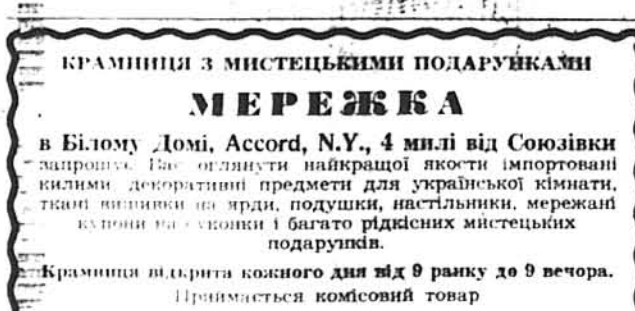 КРАМНИЦЯ З МИСТЕЦЬКИМИ ПОДАРУНКАМИ
МЕРЕЖКА
в Білому Домі, Accord, N.Y., 4 милі від Союзівки
запрошує Вас оглянути найкращої якости імпортовані
килими, декоративні предмети для української кімнати,
ткані вишивки на ярди, подушки, настільники, мережані
купони на суконки і багато рідкісних мистецьких
подарунків.
Крамниця відкрита кожного дня від 9 ранку до 9 вечора.
Приймається комісовий товар